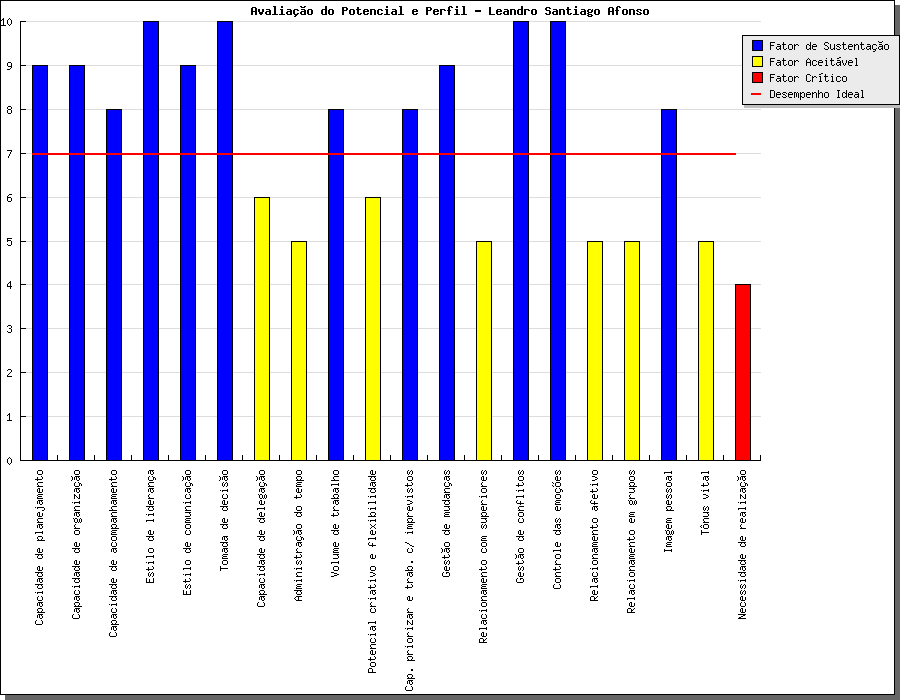 Avaliação do Potencial e Perfil - Leandro Santiago Afonso
Fator de Sustentação
Fator Aceitável
Fator Crítico
Desempenho Ideal
10
9
8
7
6
5
4
3
2
1
0
Capacidade de planejamento
Capacidade de organização
Capacidade de acompanhamento
Estilo de liderança
Estilo de comunicação
Tomada de decisão
Capacidade de delegação
Administração do tempo
Volume de trabalho
Potencial criativo e flexibilidade
Cap. priorizar e trab. c/ imprevistos
Gestão de mudanças
Relacionamento com superiores
Gestão de conflitos
Controle das emoções
Relacionamento afetivo
Relacionamento em grupos
Imagem pessoal
Tônus vital
Necessidade de realização